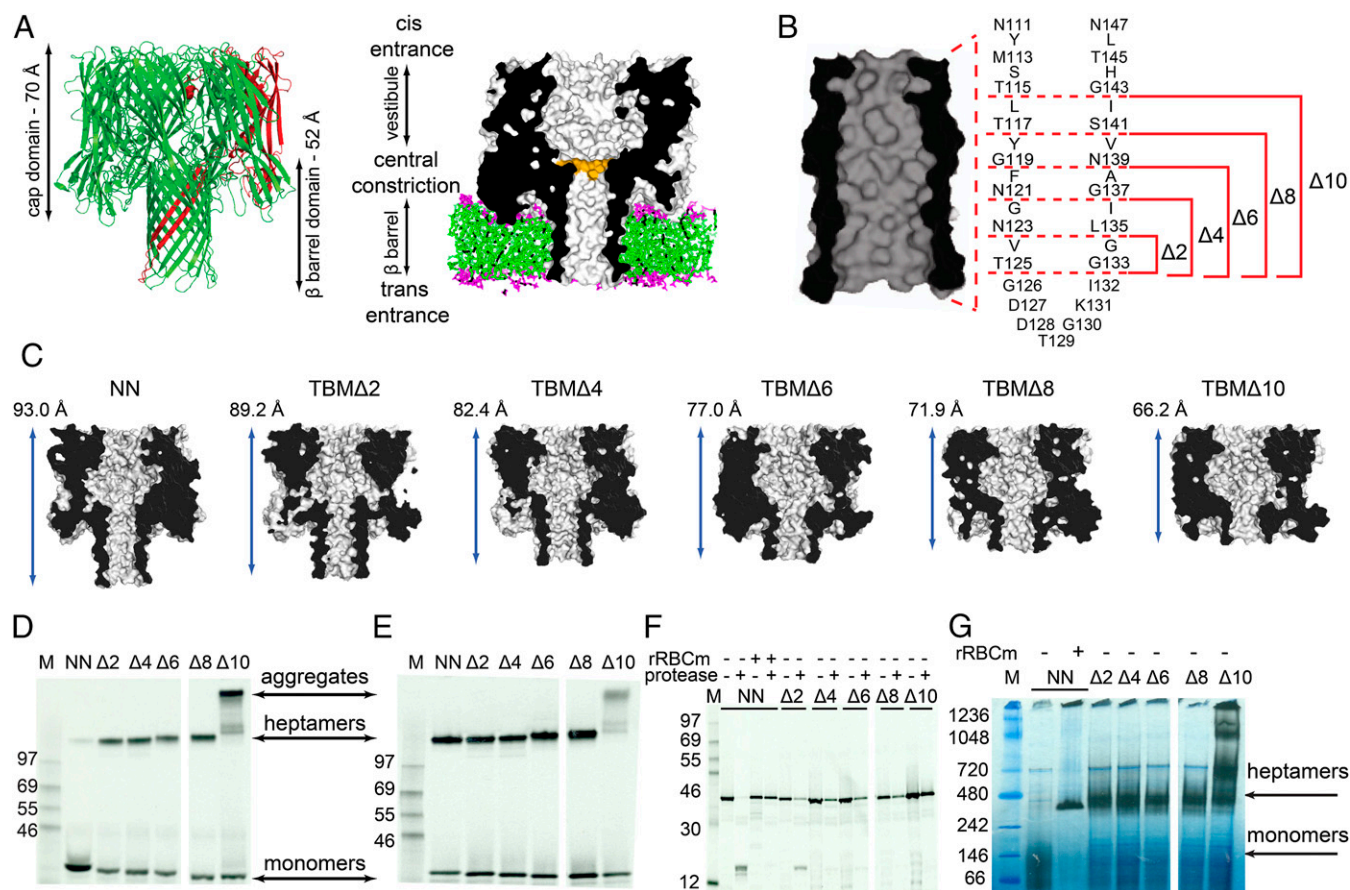 A
cap domain - 70 Å
β barrel domain - 52 Å
cis
entrance
vestibule
central
constriction
β barrel
trans
entrance
B
N111 N147
Y L
M113 T145
S H
T115 G143
L I
T117 S141
Y V
G119 N139
F A
N121 G137
G I
N123 L135
V G
T125 G133
G126 I132
D127 K131
D128 G130
T129
Δ2
Δ4
Δ6
Δ8
Δ10
C
NN TBMΔ2 TBMΔ4 TBMΔ6 TBMΔ8 TBMΔ10
93.0 Å 89.2 Å 82.4 Å 77.0 Å 71.9 Å 66.2 Å
D
M NN Δ2 Δ4 Δ6 Δ8 Δ10
97
69
55
46
aggregates
heptamers
monomers
E
M NN Δ2 Δ4 Δ6 Δ8 Δ10
97
69
55
46
F
rRBCm - - + + - - - - - - - - - -
protease - + - + - + - + - + - + - +
M NN Δ2 Δ4 Δ6 Δ8 Δ10
97
69
55
46
30
12
G
rRBCm - + - - - - -
M NN Δ2 Δ4 Δ6 Δ8 Δ10
1236
1048
720
480
242
146
66
heptamers
monomers